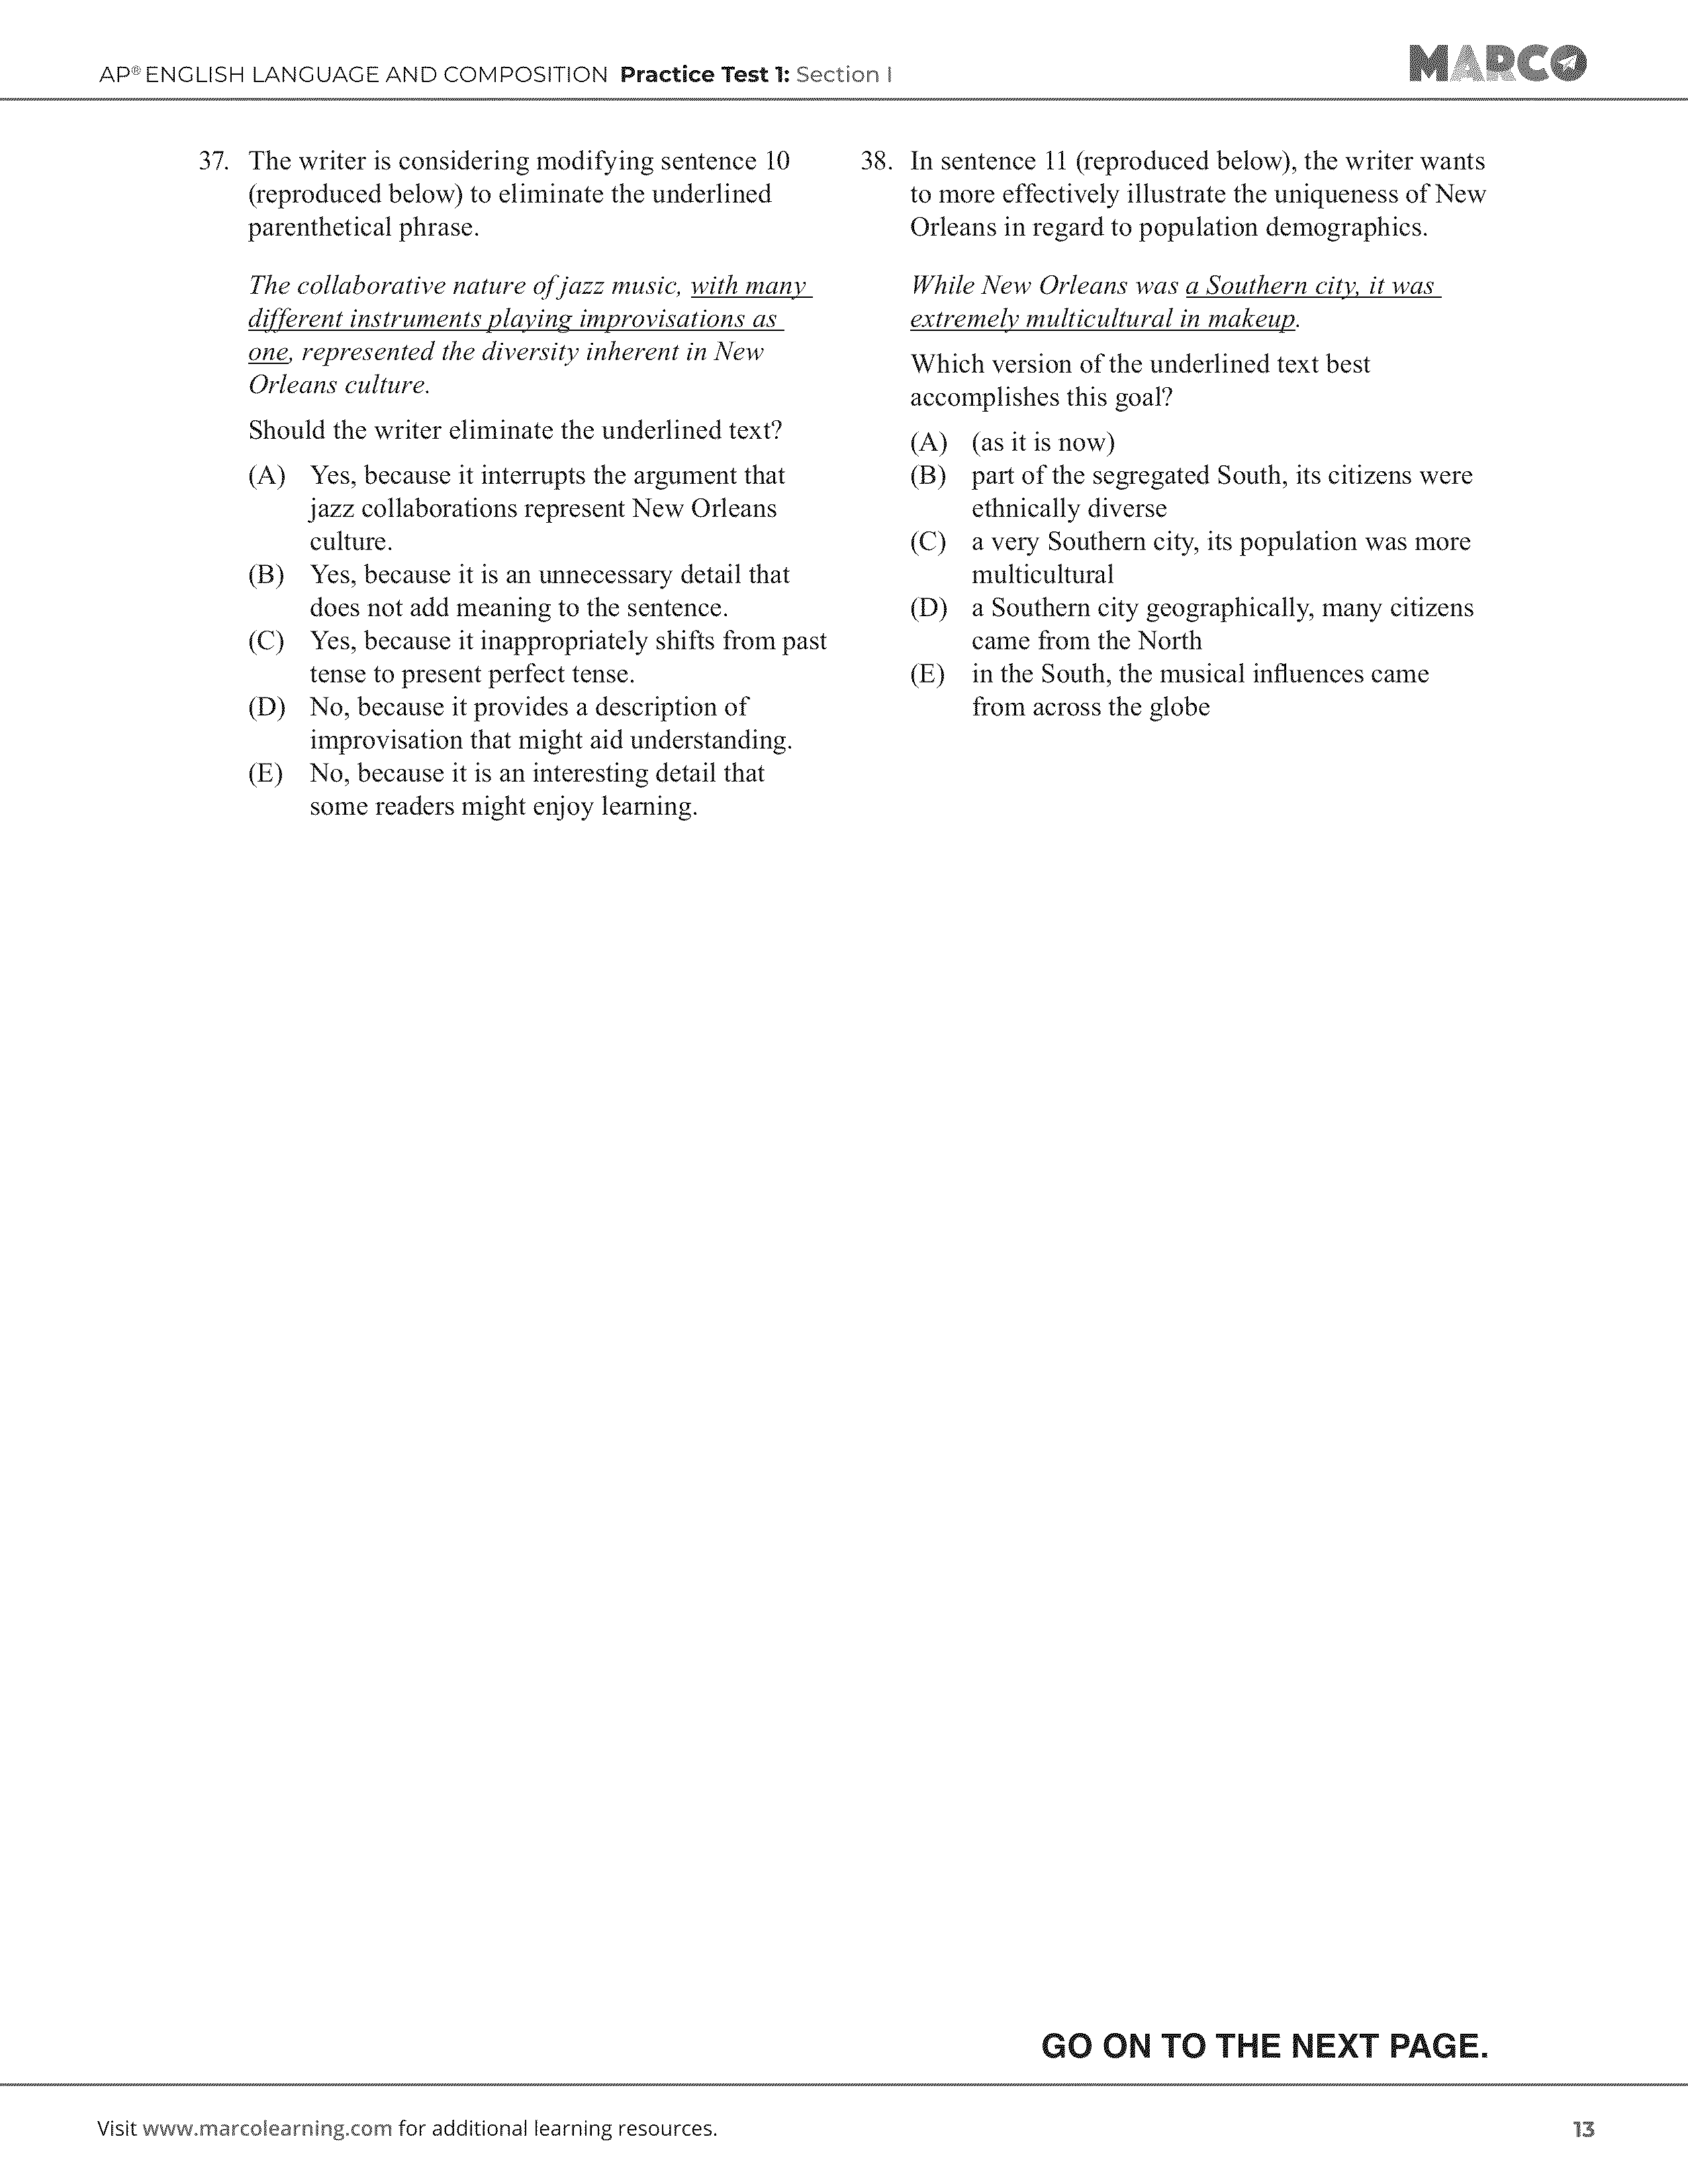 AP® ENGLISH LANGUAGE AND COMPOSITION Practice Test 1: Section I
MARCO
37. The writer is considering modifying sentence 10
(reproduced below) to eliminate the underlined
parenthetical phrase.
The collaborative nature of jazz music, with many
different instruments playing improvisations as
one, represented the diversity inherent in New
Orleans culture.
Should the writer eliminate the underlined text?
(A) Yes, because it interrupts the argument that
jazz collaborations represent New Orleans
culture.
(B) Yes, because it is an unnecessary detail that
does not add meaning to the sentence.
(C) Yes, because it inappropriately shifts from past
tense to present perfect tense.
(D) No, because it provides a description of
improvisation that might aid understanding.
(E) No, because it is an interesting detail that
some readers might enjoy learning.
38. In sentence 11 (reproduced below), the writer wants
to more effectively illustrate the uniqueness of New
Orleans in regard to population demographics.
While New Orleans was a Southern city, it was
extremely multicultural in makeup.
Which version of the underlined text best
accomplishes this goal?
(A) (as it is now)
(B) part of the segregated South, its citizens were
ethnically diverse
(C) a very Southern city, its population was more
multicultural
(D) a Southern city geographically, many citizens
came from the North
(E) in the South, the musical influences came
from across the globe
GO ON TO THE NEXT PAGE.
Visit www.marcolearning.com for additional learning resources.
13